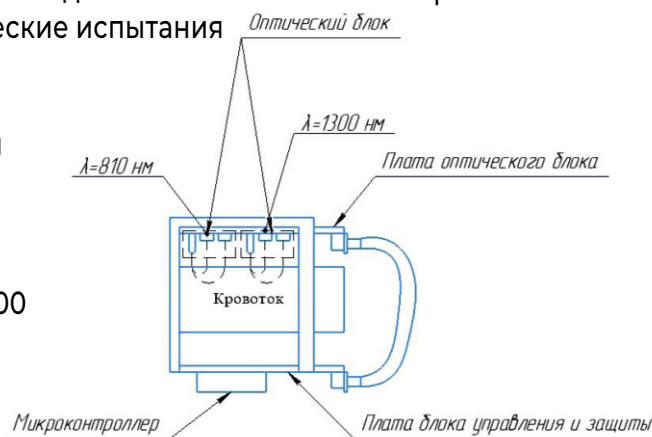 еские испытания
Оптический блок
λ=1300 нм
λ=810 нм
Плата оптического блока
00
Кровоток
Микроконтроллер
Плата блока управления и защиты